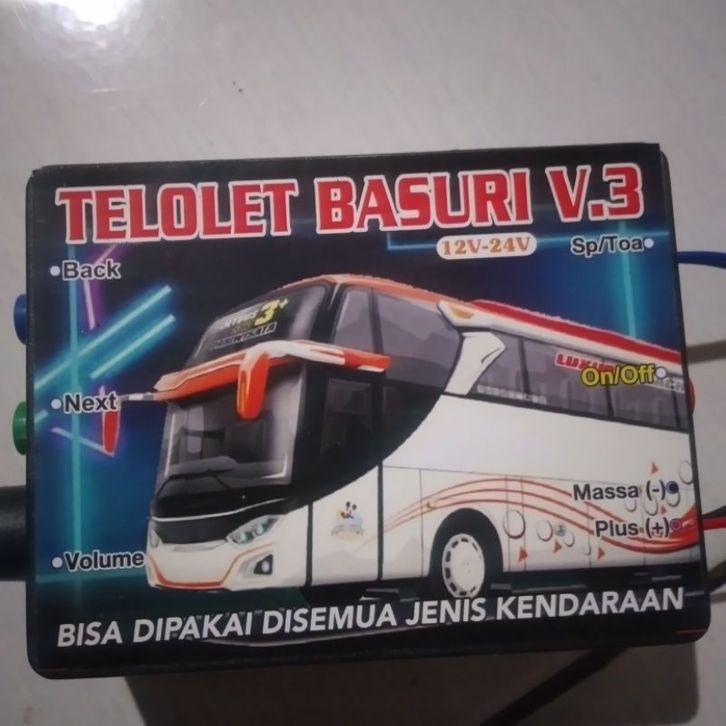 TELOLET BASURI V.3
12V-24V
Sp/Toa
Back
3+
On/Off
Next
Massa (-)
Plus (+)
Volume
BISA DIPAKAI DISEMUA JENIS KENDARAAN